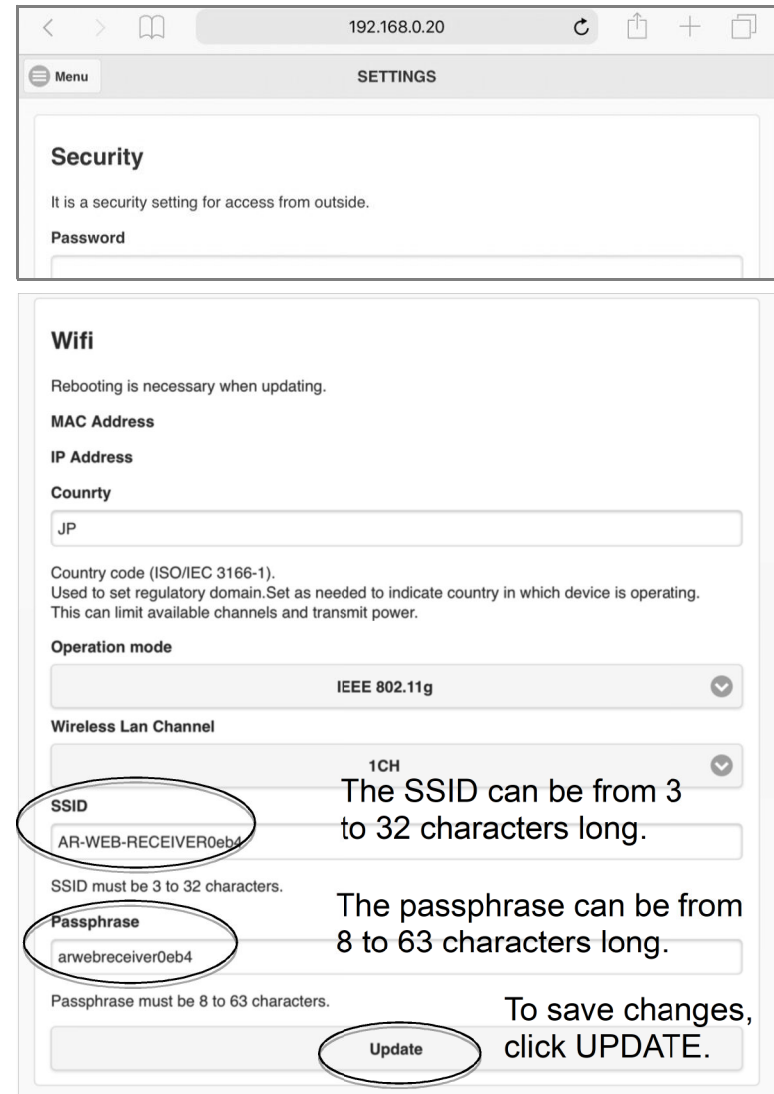 192.168.0.20
Menu
SETTINGS
Security
It is a security setting for access from outside.
Password
Wifi
Rebooting is necessary when updating.
MAC Address
IP Address
Counrty
JP
Country code (ISO/IEC 3166-1).
Used to set regulatory domain.Set as needed to indicate country in which device is operating.
This can limit available channels and transmit power.
Operation mode
IEEE 802.11g
Wireless Lan Channel
1CH
The SSID can be from 3
to 32 characters long.
SSID
AR-WEB-RECEIVER0eb4
SSID must be 3 to 32 characters.
The passphrase can be from
8 to 63 characters long.
Passphrase
arwebreceiver0eb4
Passphrase must be 8 to 63 characters.
To save changes,
click UPDATE.
Update